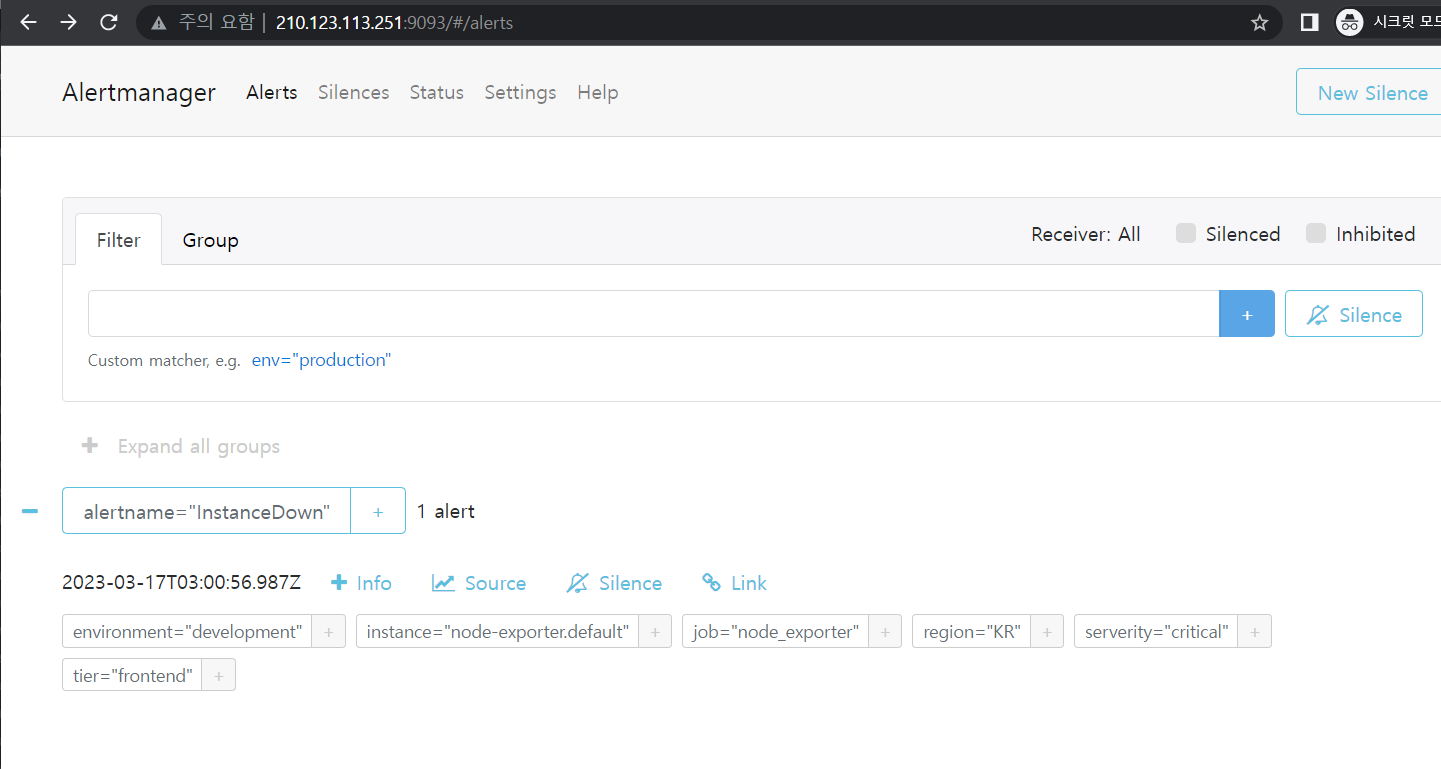 주의 요함 | 210.123.113.251:9093/#/alerts 시크릿 모드
Alertmanager Alerts Silences Status Settings Help New Silence
Filter Group Receiver: All Silenced Inhibited
+ Silence
Custom matcher, e.g. env="production"
+ Expand all groups
− alertname="InstanceDown" + 1 alert
2023-03-17T03:00:56.987Z + Info Source Silence Link
environment="development" + instance="node-exporter.default" + job="node_exporter" + region="KR" + serverity="critical" +
tier="frontend" +